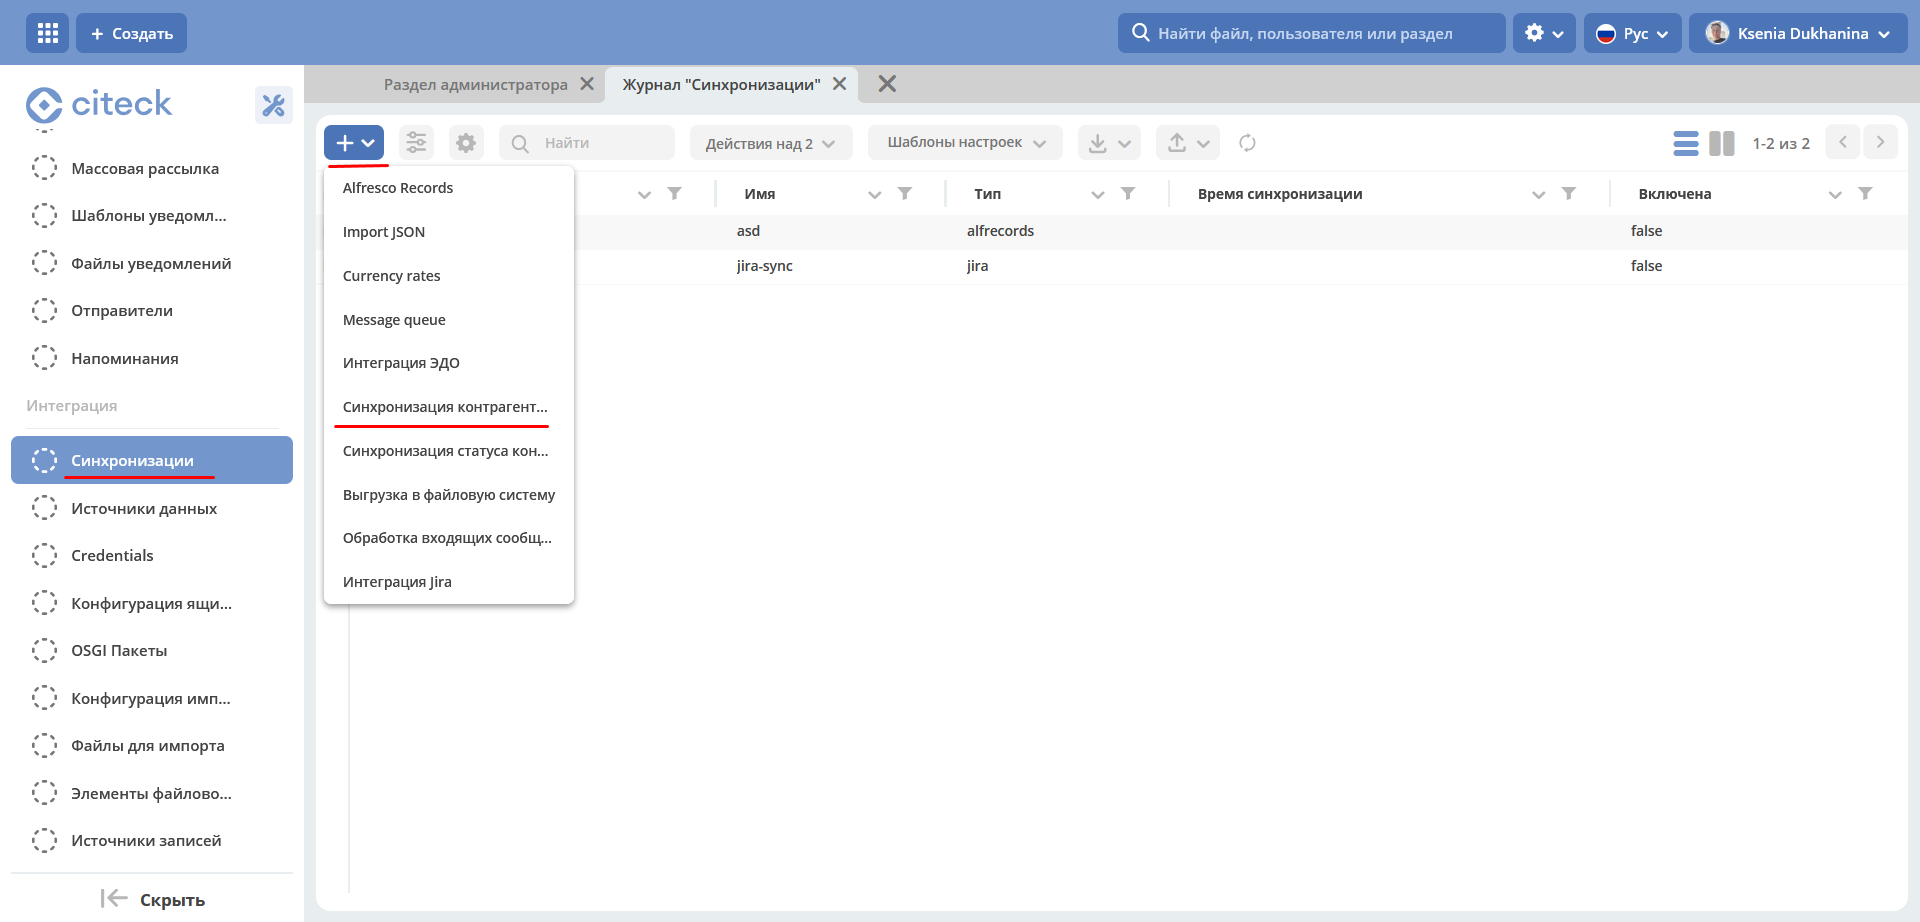 Создать
Найти файл, пользователя или раздел
Рус
Ksenia Dukhanina
citeck
Массовая рассылка
Шаблоны уведомл...
Файлы уведомлений
Отправители
Напоминания
Интеграция
Синхронизации
Источники данных
Credentials
Конфигурация ящи...
OSGI Пакеты
Конфигурация имп...
Файлы для импорта
Элементы файлово...
Источники записей
Скрыть
Раздел администратора
Журнал "Синхронизации"
Найти
Действия над 2
Шаблоны настроек
1-2 из 2
Alfresco Records
Import JSON
Currency rates
Message queue
Интеграция ЭДО
Синхронизация контрагент...
Синхронизация статуса кон...
Выгрузка в файловую систему
Обработка входящих сообщ...
Интеграция Jira
Имя Тип Время синхронизации Включена
asd alfrecords false
jira-sync jira false